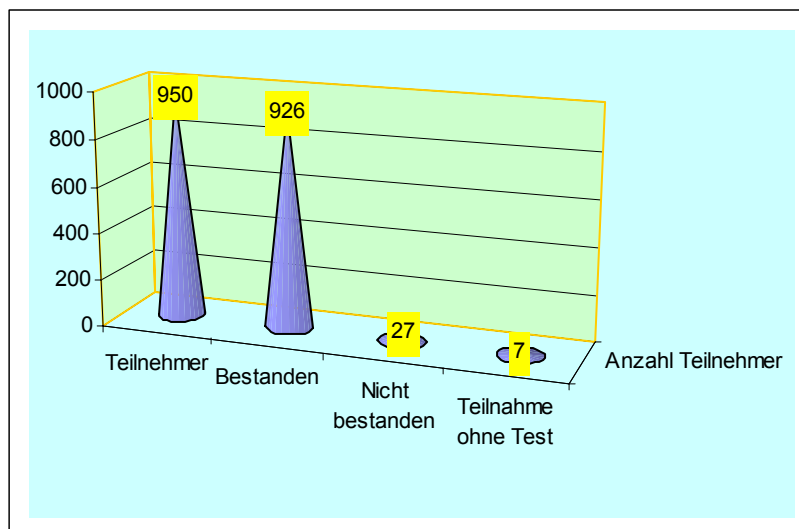 1000
800
600
400
200
0
950
926
27
7
Teilnehmer
Bestanden
Nicht
bestanden
Teilnahme
ohne Test
Anzahl Teilnehmer